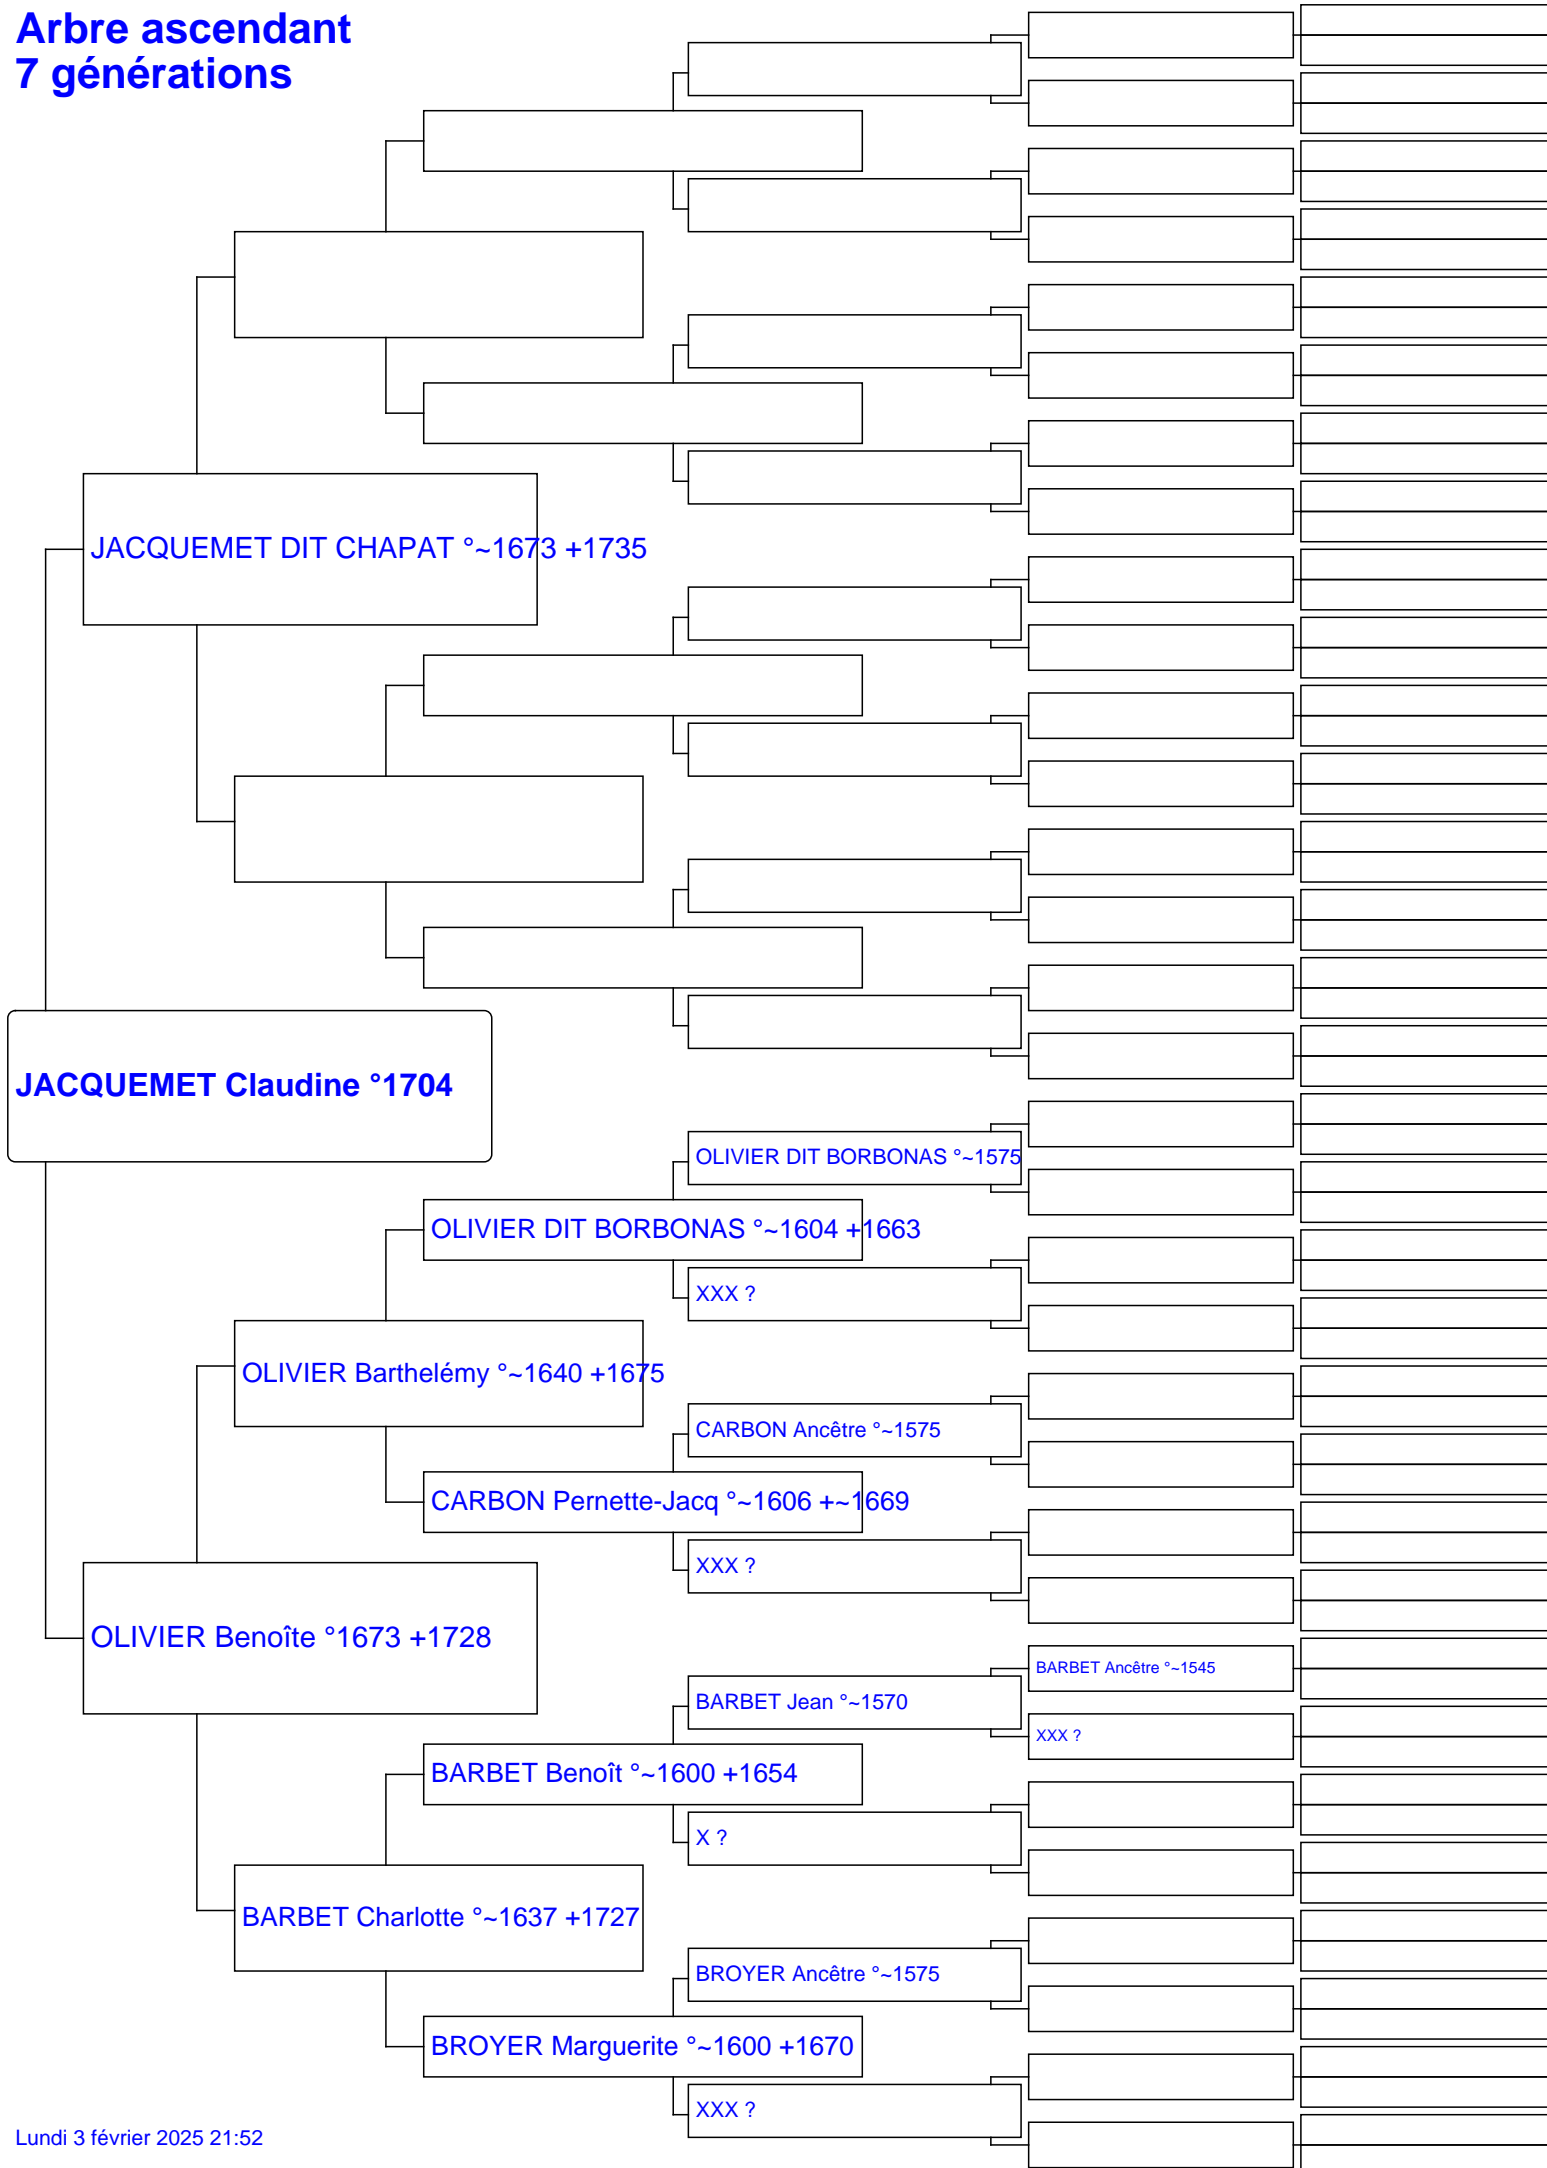 Arbre ascendant
7 générations
JACQUEMET DIT CHAPAT °~1673 +1735
JACQUEMET Claudine °1704
OLIVIER DIT BORBONAS °~1575
OLIVIER DIT BORBONAS °~1604 +1663
XXX ?
OLIVIER Barthelémy °~1640 +1675
CARBON Ancêtre °~1575
CARBON Pernette-Jacq °~1606 +~1669
XXX ?
OLIVIER Benoîte °1673 +1728
BARBET Ancêtre °~1545
BARBET Jean °~1570
XXX ?
BARBET Benoît °~1600 +1654
X ?
BARBET Charlotte °~1637 +1727
BROYER Ancêtre °~1575
BROYER Marguerite °~1600 +1670
XXX ?
Lundi 3 février 2025 21:52